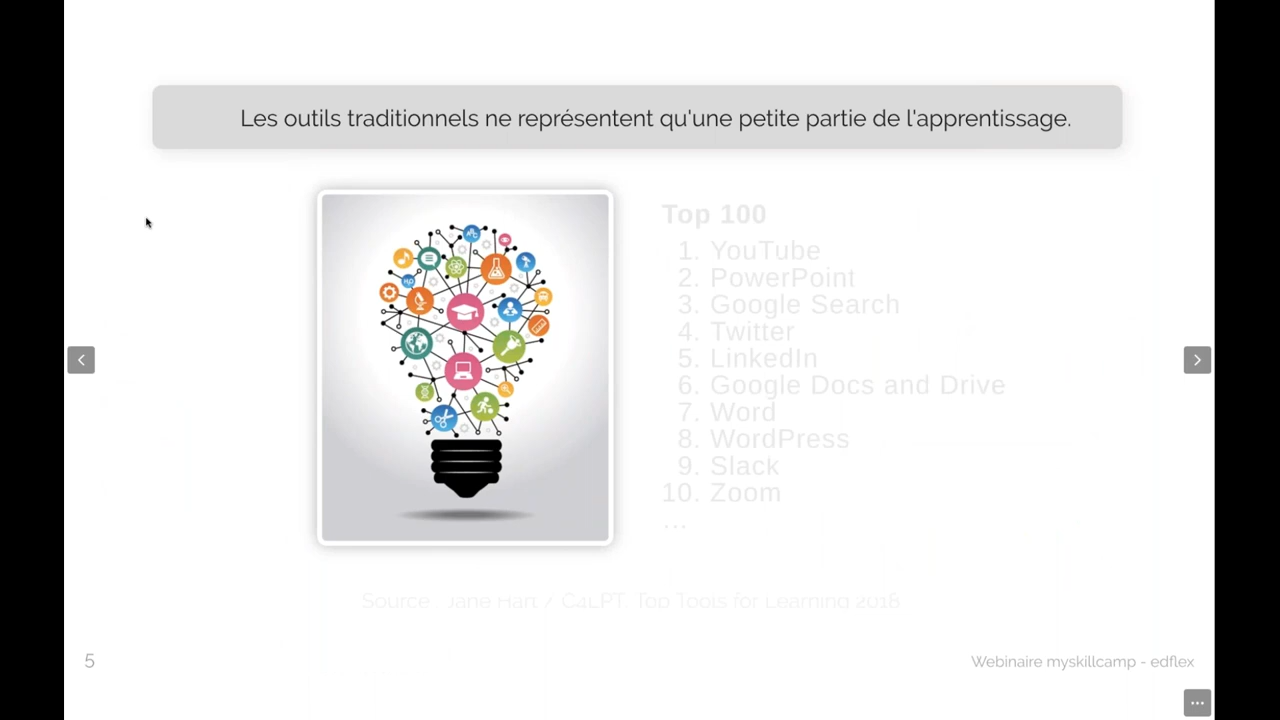 Les outils traditionnels ne représentent qu'une petite partie de l'apprentissage.
Top 100
1. YouTube
2. PowerPoint
3. Google Search
4. Twitter
5. LinkedIn
6. Google Docs and Drive
7. Word
8. WordPress
9. Slack
10. Zoom
...
Source Jane Hart / C4LPT, Top Tools for Learning 2018
5
Webinaire myskillcamp - edflex